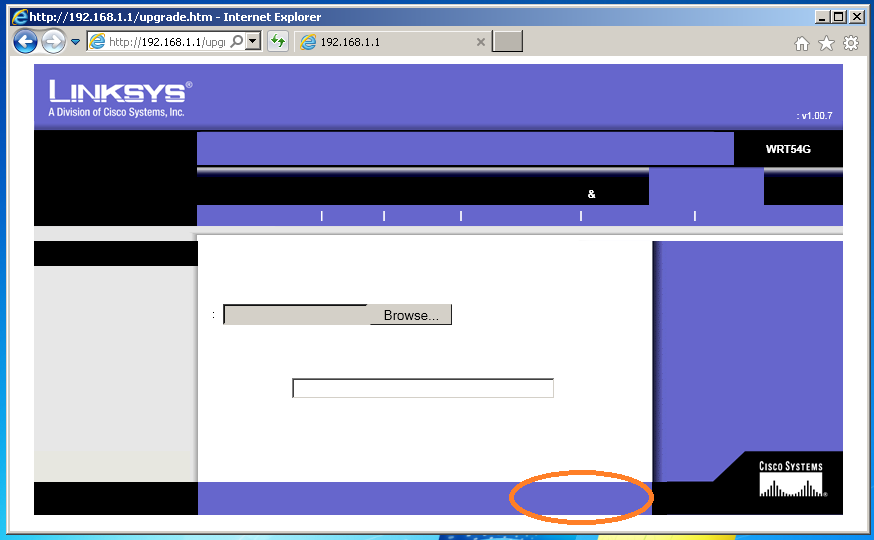 http://192.168.1.1/upgrade.htm - Internet Explorer
http://192.168.1.1/upg
192.168.1.1
LINKSYS®
A Division of Cisco Systems, Inc.
: v1.00.7
WRT54G
&
| | | | |
:
Browse...
CISCO SYSTEMS
®